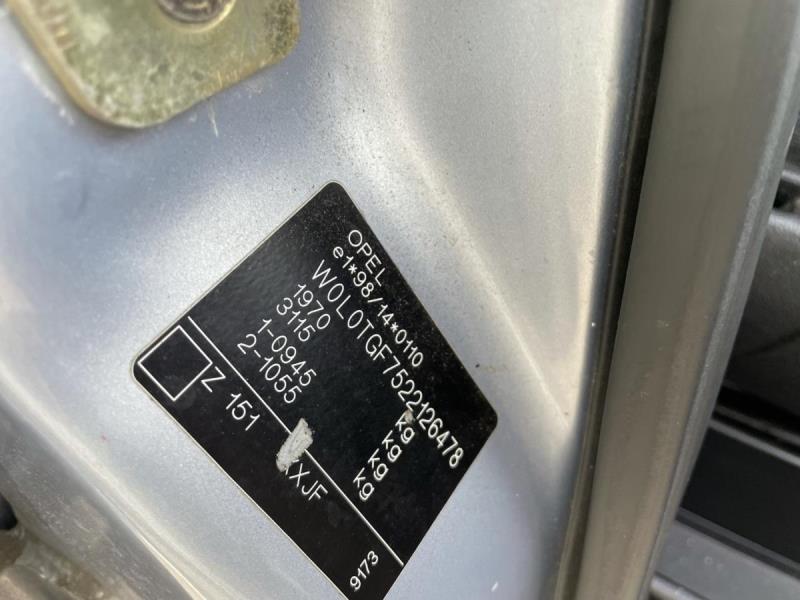 OPEL
e1*98/14*0110
W0L0TGF7522126478
1970 kg
3115 kg
1-0945 kg
2-1055 kg
Z 151 XJF
9173